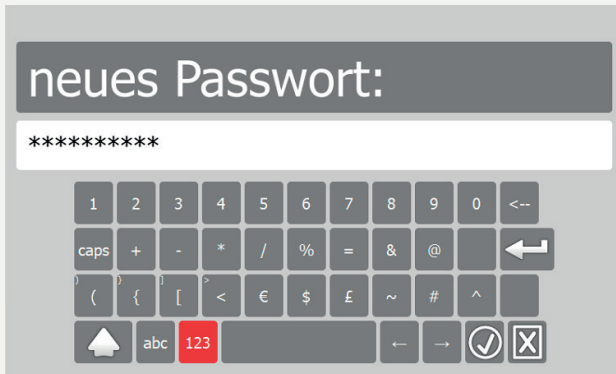 neues Passwort:
**********
1 2 3 4 5 6 7 8 9 0 <--
caps + - * / % = & @
) } ] >
( { [ < € $ £ ~ # ^
abc 123 ← →